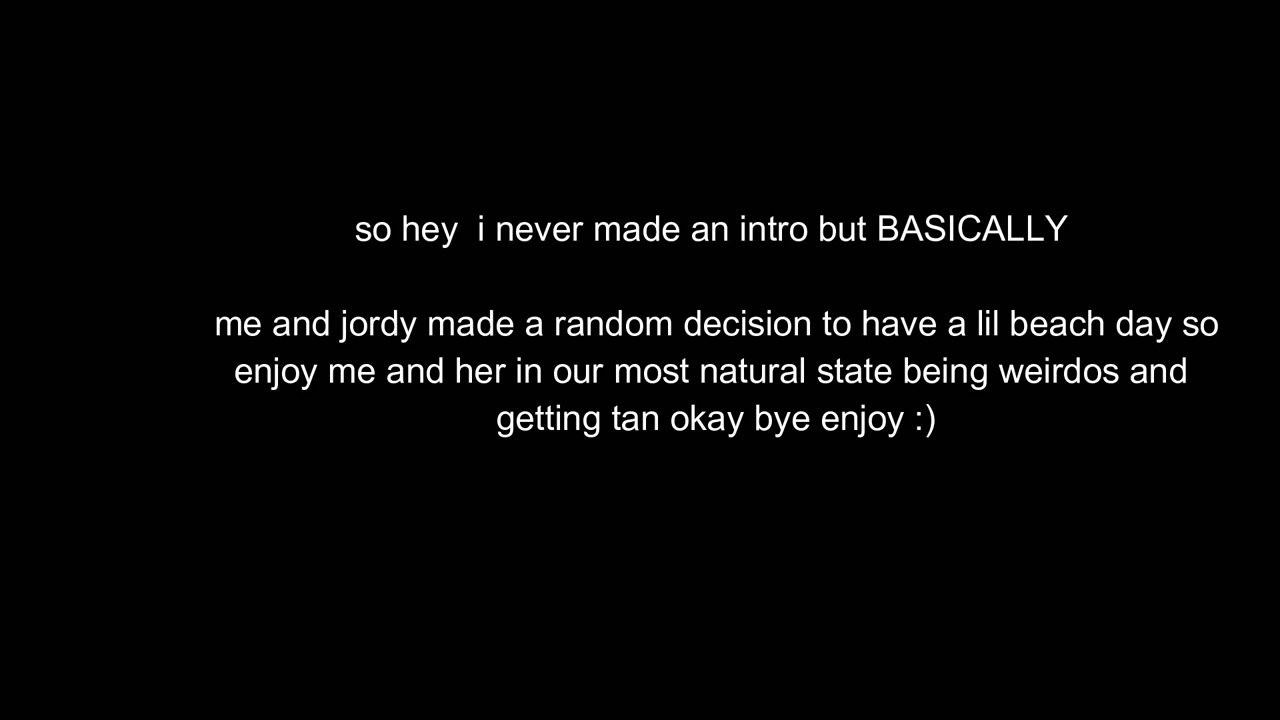 so hey  i never made an intro but BASICALLY
me and jordy made a random decision to have a lil beach day so
enjoy me and her in our most natural state being weirdos and
getting tan okay bye enjoy :)